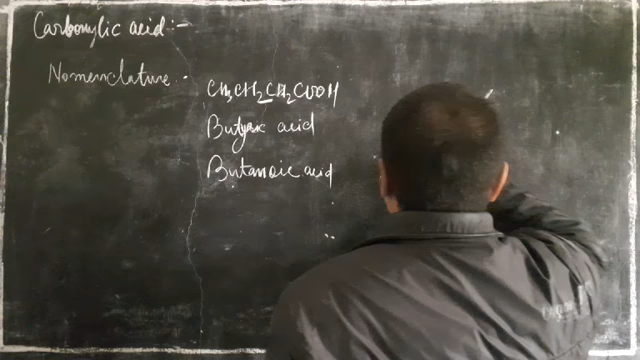 Carboxylic acid:-
Nomenclature:-
CH3CH2CH2COOH
Butyric acid
Butanoic acid